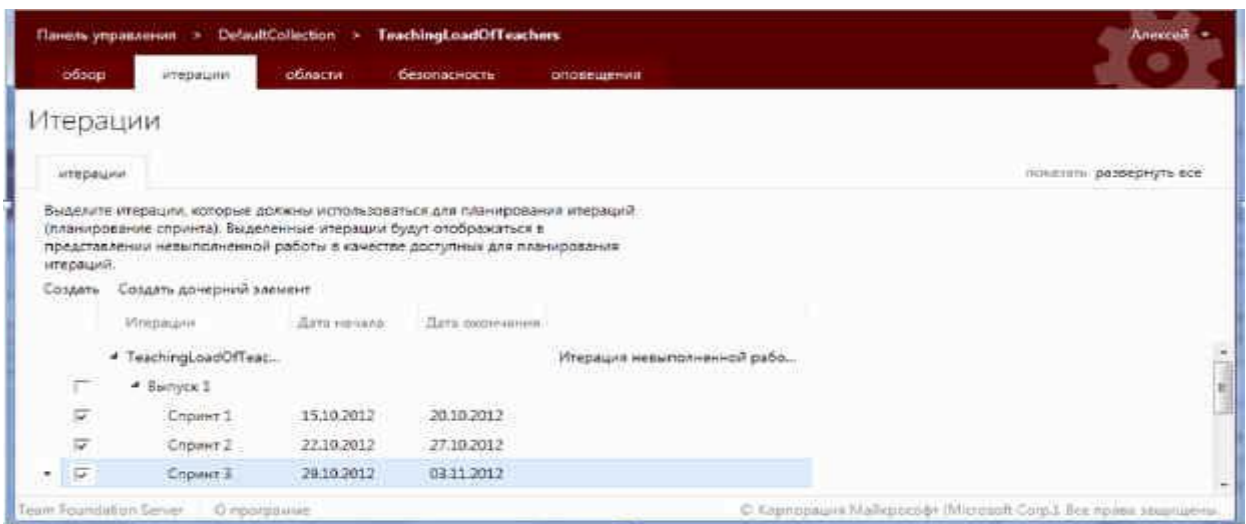 Панель управления > DefaultCollection > TeachingLoadOfTeachers Алексей
обзор итерации области безопасность оповещения
Итерации
итерации показать развернуть все
Выделите итерации, которые должны использоваться для планирования итераций
(планирование спринта). Выделенные итерации будут отображаться в
представлении невыполненной работы в качестве доступных для планирования
итераций.
Создать Создать дочерний элемент
Итерации Дата начала Дата окончания
TeachingLoadOfTeac... Итерация невыполненной рабо...
Выпуск 1
Спринт 1 15.10.2012 20.10.2012
Спринт 2 22.10.2012 27.10.2012
Спринт 3 29.10.2012 03.11.2012
Team Foundation Server О программе © Корпорация Майкрософт (Microsoft Corp.). Все права защищены.